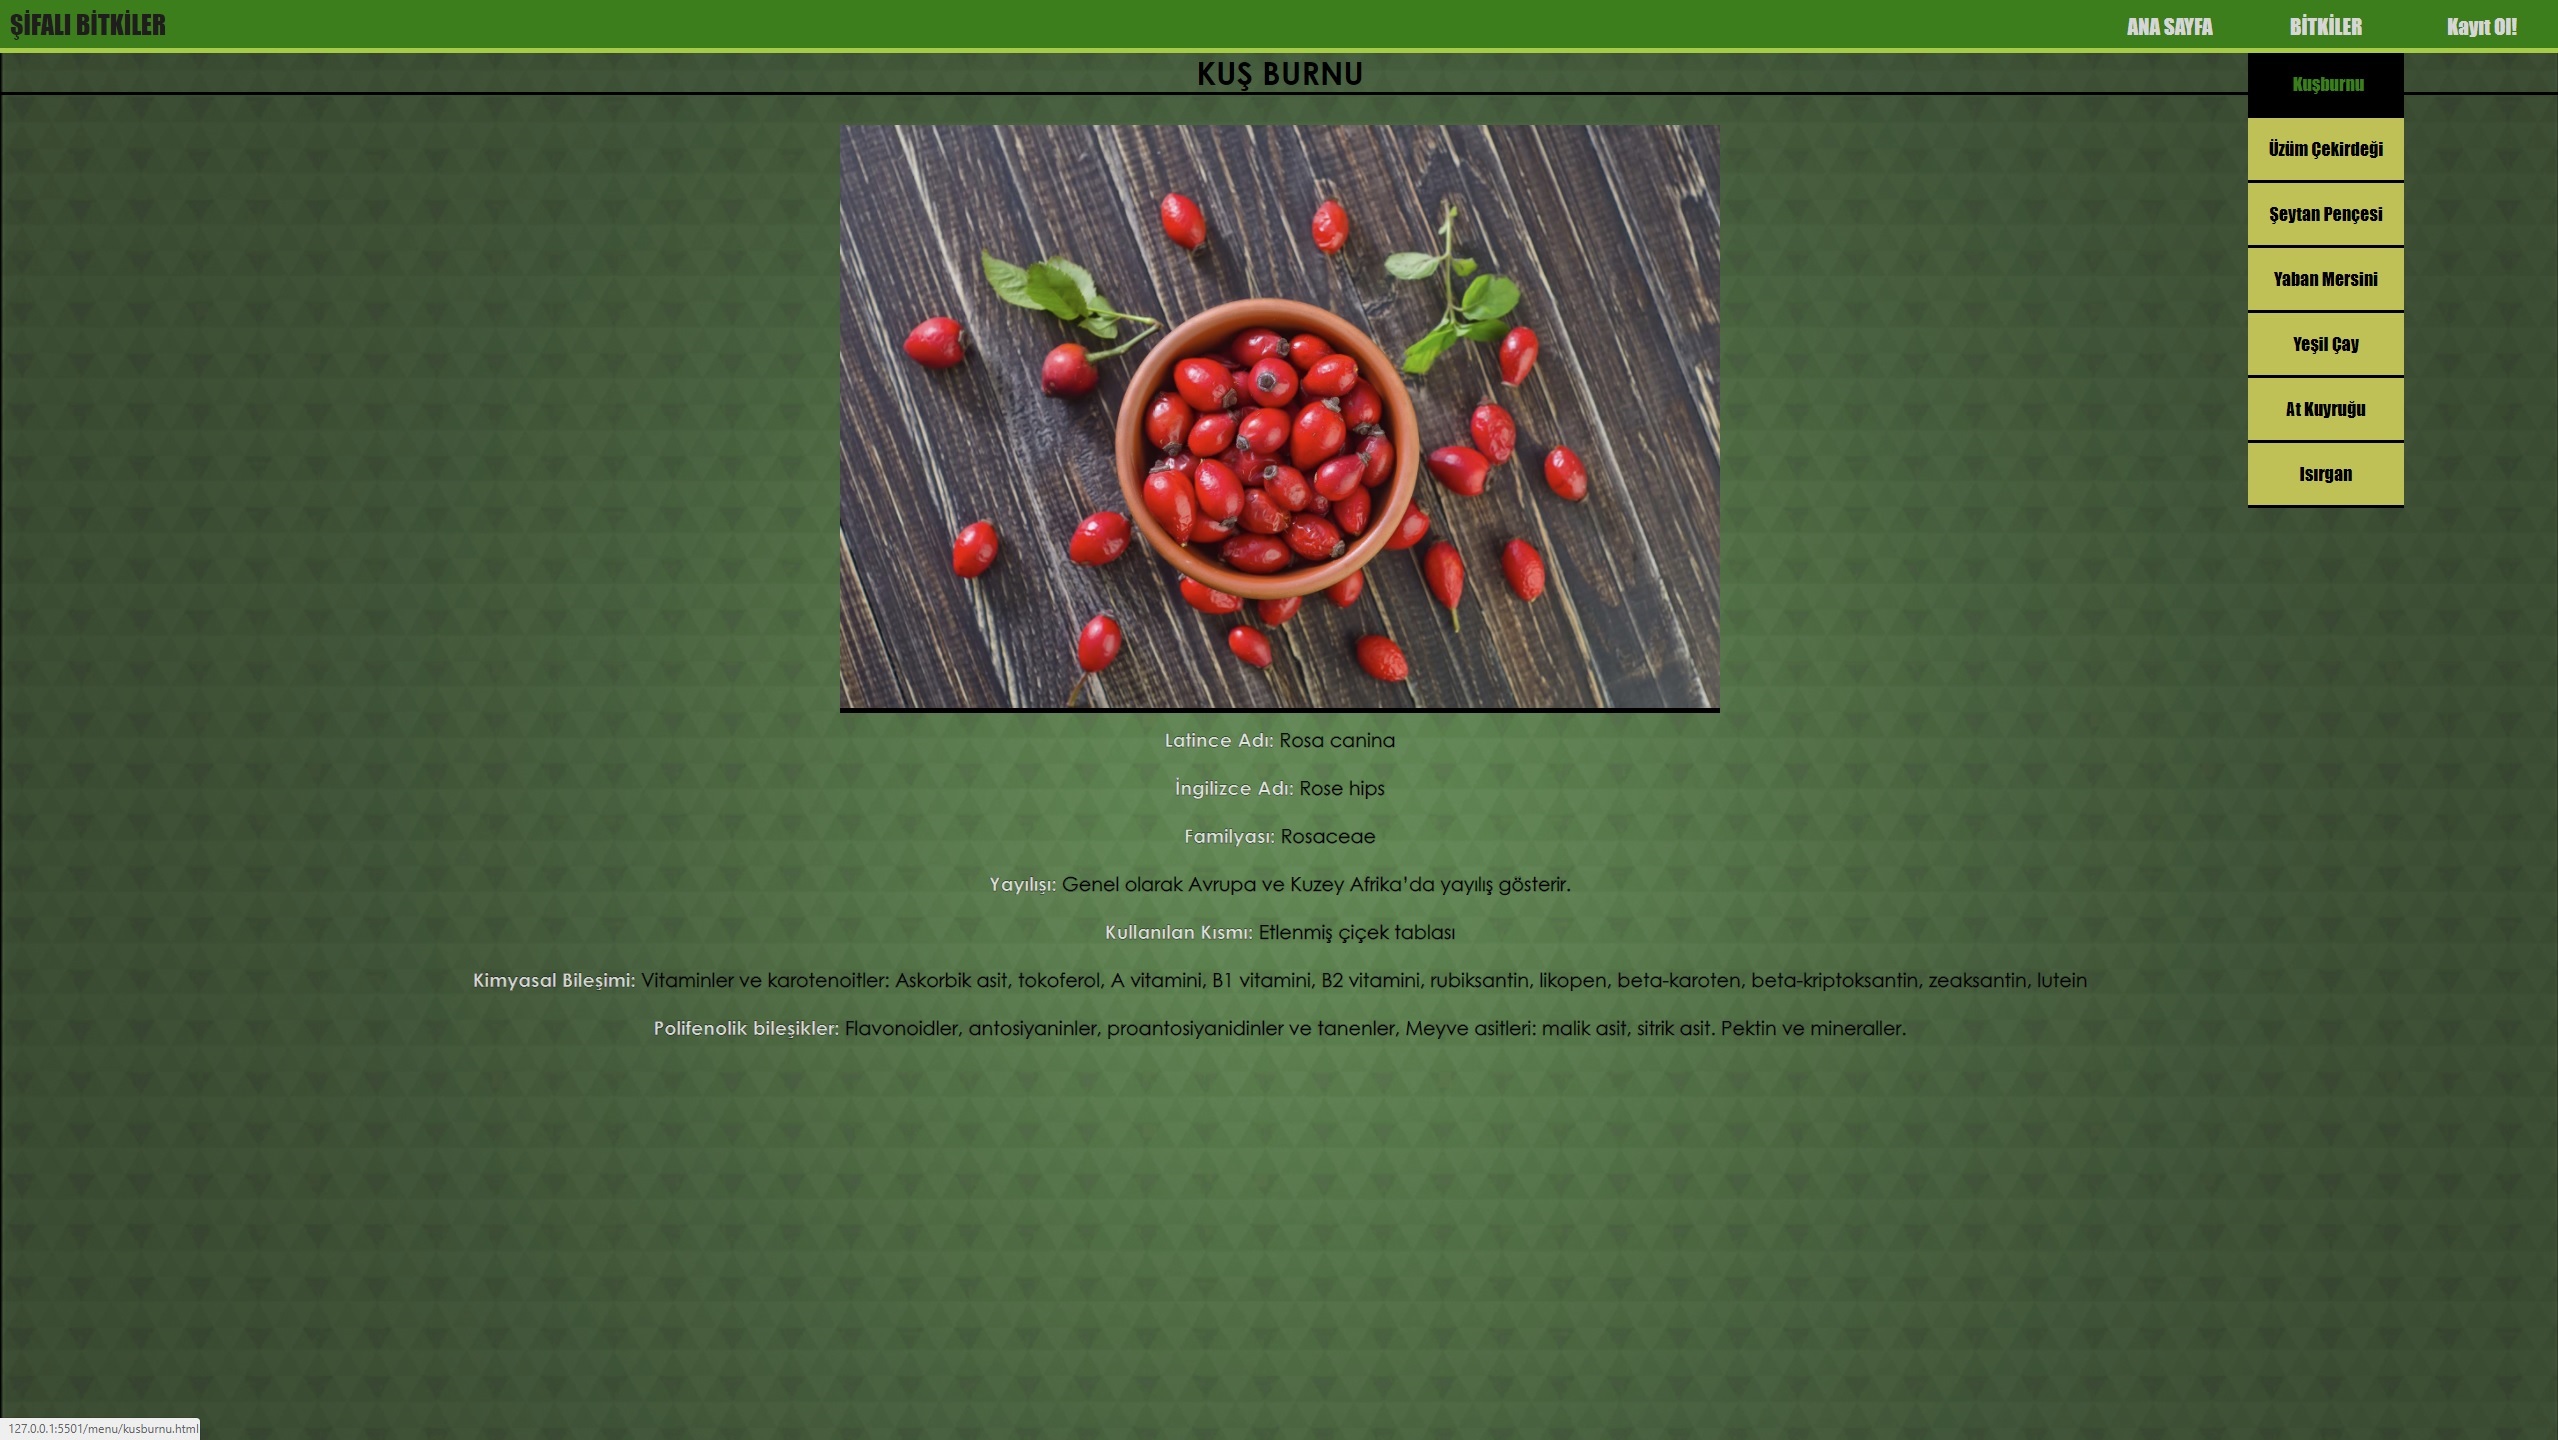 ŞİFALI BİTKİLER
ANA SAYFA
BİTKİLER
Kayıt Ol!
KUŞ BURNU
Kuşburnu
Üzüm Çekirdeği
Şeytan Pençesi
Yaban Mersini
Yeşil Çay
At Kuyruğu
Isırgan
Latince Adı: Rosa canina
İngilizce Adı: Rose hips
Familyası: Rosaceae
Yayılışı: Genel olarak Avrupa ve Kuzey Afrika’da yayılış gösterir.
Kullanılan Kısmı: Etlenmiş çiçek tablası
Kimyasal Bileşimi: Vitaminler ve karotenoitler: Askorbik asit, tokoferol, A vitamini, B1 vitamini, B2 vitamini, rubiksantin, likopen, beta-karoten, beta-kriptoksantin, zeaksantin, lutein
Polifenolik bileşikler: Flavonoidler, antosiyaninler, proantosiyanidinler ve tanenler, Meyve asitleri: malik asit, sitrik asit. Pektin ve mineraller.
127.0.0.1:5501/menu/kusburnu.html